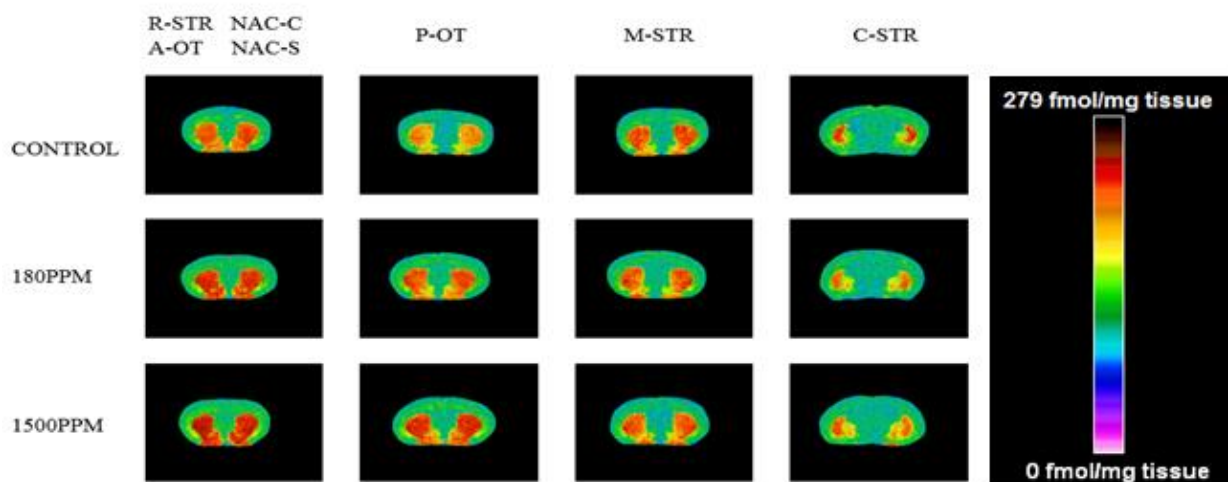 R-STR NAC-C
A-OT NAC-S
P-OT
M-STR
C-STR
279 fmol/mg tissue
CONTROL
180PPM
1500PPM
0 fmol/mg tissue